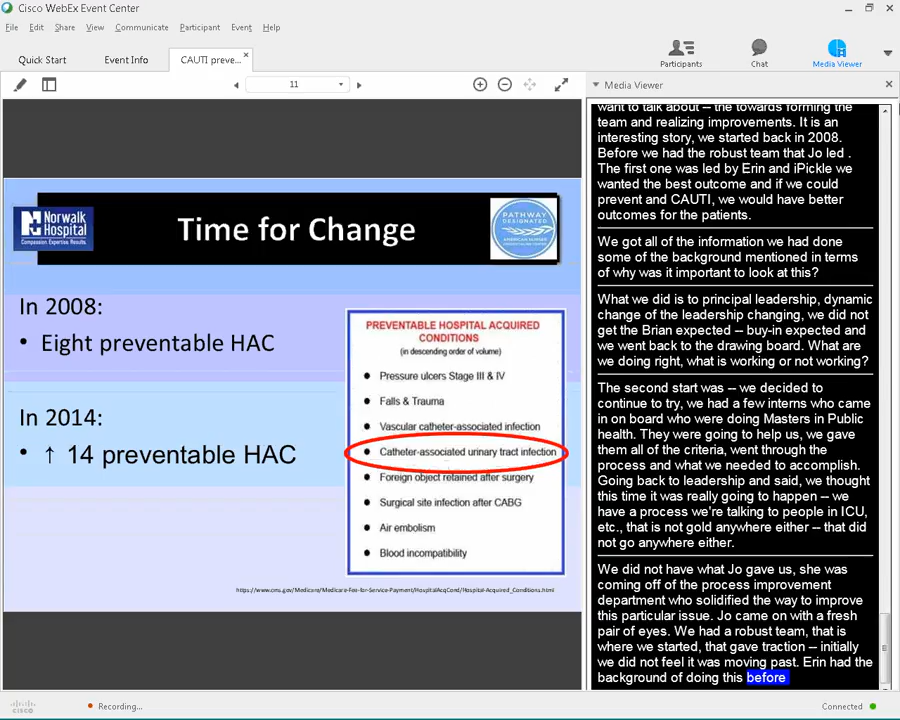 Cisco WebEx Event Center
File Edit Share View Communicate Participant Event Help
Quick Start Event Info CAUTI preve... Participants Chat Media Viewer
11
Media Viewer
Norwalk
Hospital
Compassion. Expertise. Results.
Time for Change
PATHWAY
DESIGNATED
In 2008:
• Eight preventable HAC
In 2014:
• ↑ 14 preventable HAC
PREVENTABLE HOSPITAL ACQUIRED
CONDITIONS
(in descending order of volume)
• Pressure ulcers Stage III & IV
• Falls & Trauma
• Vascular catheter-associated infection
• Catheter-associated urinary tract infection
• Foreign object retained after surgery
• Surgical site infection after CABG
• Air embolism
• Blood incompatibility
https://www.cms.gov/Medicare/Medicare-Fee-for-Service-Payment/HospitalAcqCond/Hospital-Acquired_Conditions.html
want to talk about -- the towards forming the
team and realizing improvements. It is an
interesting story, we started back in 2008.
Before we had the robust team that Jo led .
The first one was led by Erin and iPickle we
wanted the best outcome and if we could
prevent and CAUTI, we would have better
outcomes for the patients.
We got all of the information we had done
some of the background mentioned in terms
of why was it important to look at this?
What we did is to principal leadership, dynamic
change of the leadership changing, we did not
get the Brian expected -- buy-in expected and
we went back to the drawing board. What are
we doing right, what is working or not working?
The second start was -- we decided to
continue to try, we had a few interns who came
in on board who were doing Masters in Public
health. They were going to help us, we gave
them all of the criteria, went through the
process and what we needed to accomplish.
Going back to leadership and said, we thought
this time it was really going to happen -- we
have a process we're talking to people in ICU,
etc., that is not gold anywhere either -- that did
not go anywhere either.
We did not have what Jo gave us, she was
coming off of the process improvement
department who solidified the way to improve
this particular issue. Jo came on with a fresh
pair of eyes. We had a robust team, that is
where we started, that gave traction -- initially
we did not feel it was moving past. Erin had the
background of doing this before
cisco Recording... Connected